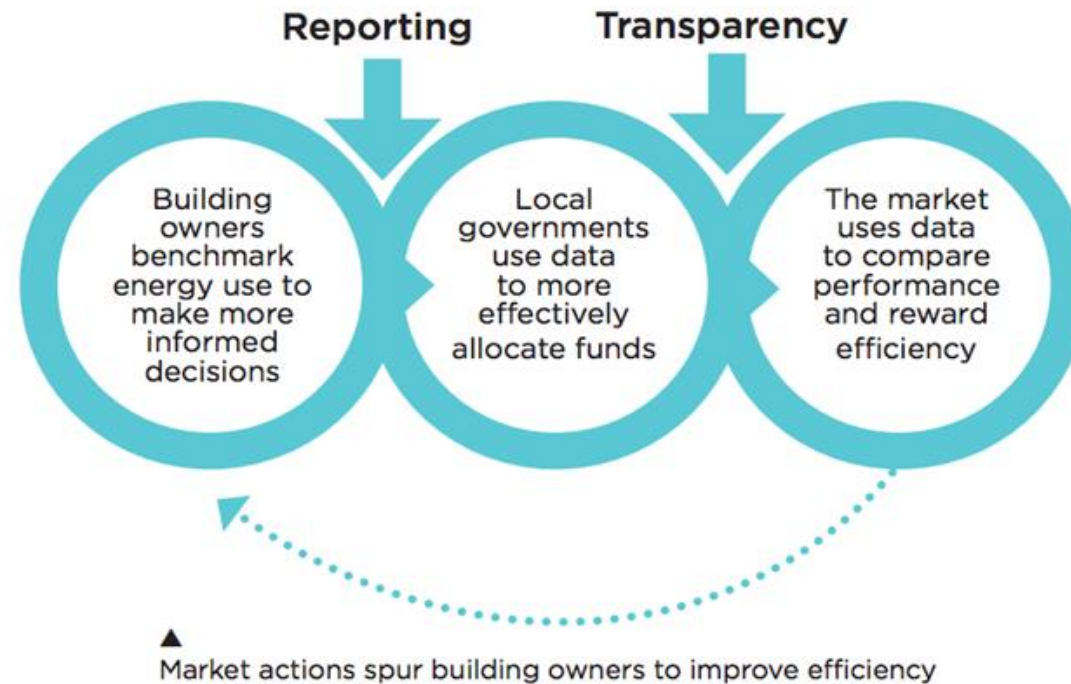 Reporting
Transparency
Building
owners
benchmark
energy use to
make more
informed
decisions
Local
governments
use data
to more
effectively
allocate funds
The market
uses data
to compare
performance
and reward
efficiency
Market actions spur building owners to improve efficiency